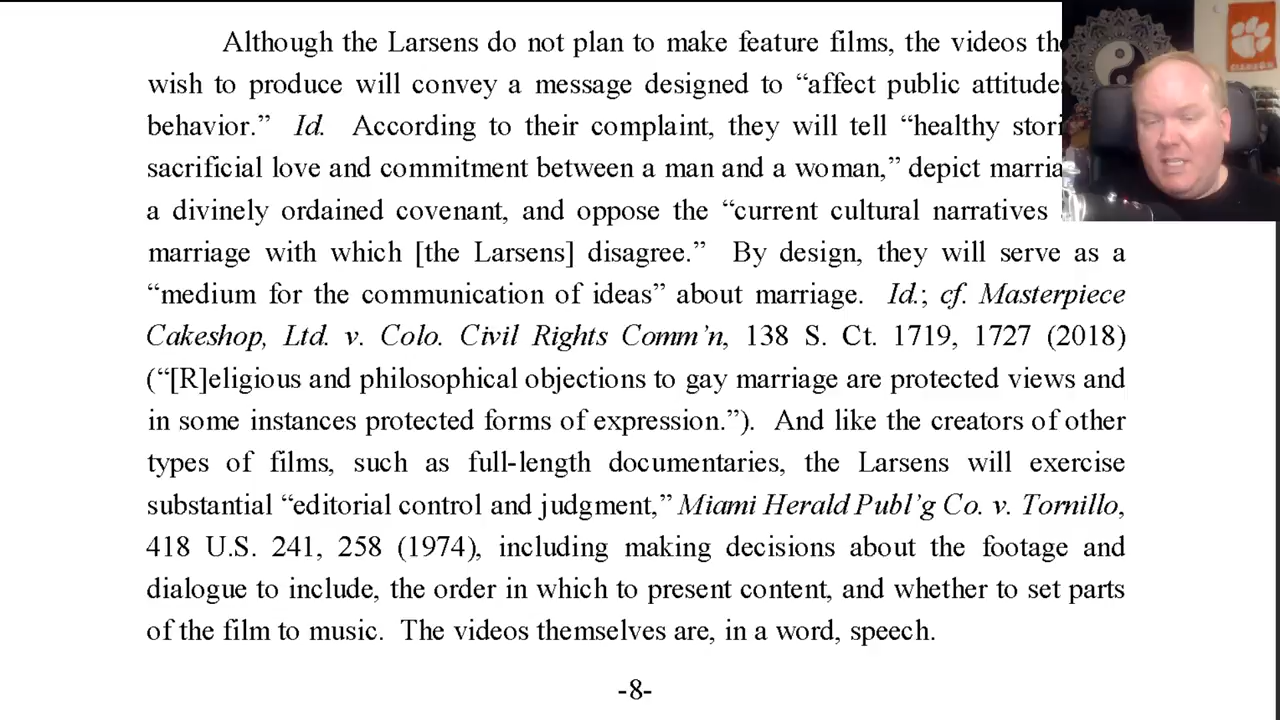 Although the Larsens do not plan to make feature films, the videos
wish to produce will convey a message designed to “affect public
behavior.” Id. According to their complaint, they will tell “healthy
sacrificial love and commitment between a man and a woman,” depict
a divinely ordained covenant, and oppose the “current cultural narratives
marriage with which [the Larsens] disagree.” By design, they will serve as a
“medium for the communication of ideas” about marriage. Id.; cf. Masterpiece
Cakeshop, Ltd. v. Colo. Civil Rights Comm’n, 138 S. Ct. 1719, 1727 (2018)
(“[R]eligious and philosophical objections to gay marriage are protected views and
in some instances protected forms of expression.”). And like the creators of other
types of films, such as full-length documentaries, the Larsens will exercise
substantial “editorial control and judgment,” Miami Herald Publ’g Co. v. Tornillo,
418 U.S. 241, 258 (1974), including making decisions about the footage and
dialogue to include, the order in which to present content, and whether to set parts
of the film to music. The videos themselves are, in a word, speech.
-8-